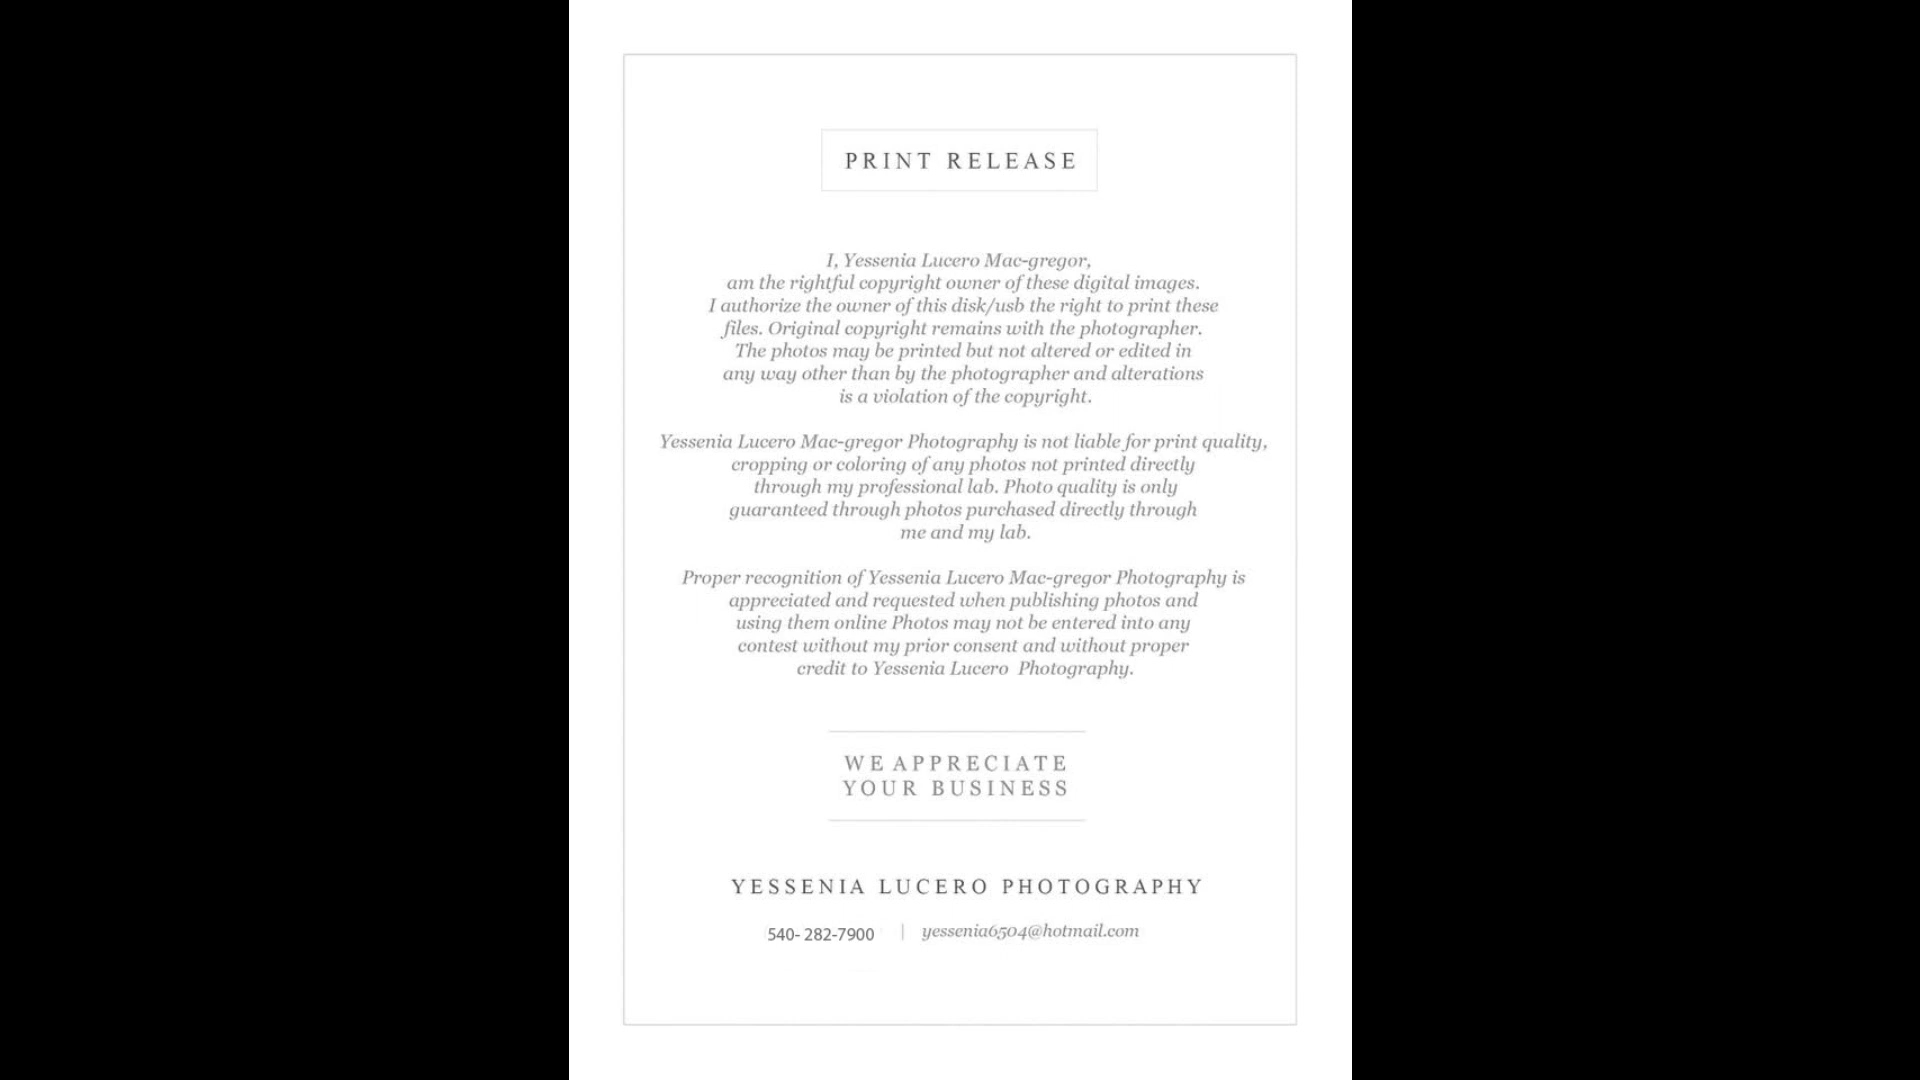 PRINT RELEASE
I, Yessenia Lucero Mac-gregor,
am the rightful copyright owner of these digital images.
I authorize the owner of this disk/usb the right to print these
files. Original copyright remains with the photographer.
The photos may be printed but not altered or edited in
any way other than by the photographer and alterations
is a violation of the copyright.
Yessenia Lucero Mac-gregor Photography is not liable for print quality,
cropping or coloring of any photos not printed directly
through my professional lab. Photo quality is only
guaranteed through photos purchased directly through
me and my lab.
Proper recognition of Yessenia Lucero Mac-gregor Photography is
appreciated and requested when publishing photos and
using them online Photos may not be entered into any
contest without my prior consent and without proper
credit to Yessenia Lucero Photography.
WE APPRECIATE
YOUR BUSINESS
YESSENIA LUCERO PHOTOGRAPHY
540- 282-7900 | yessenia6504@hotmail.com